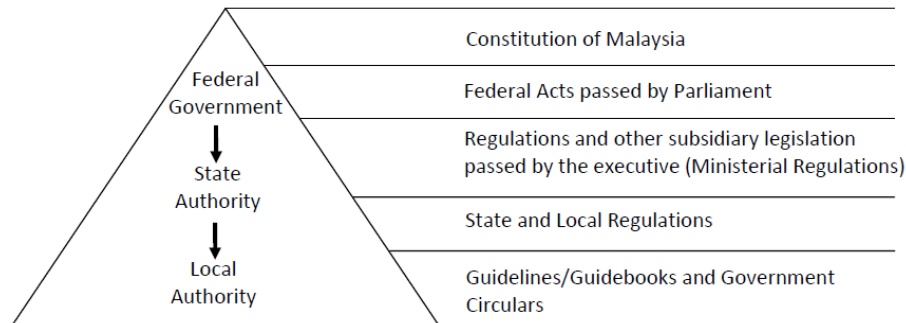 Constitution of Malaysia
Federal
Government
Federal Acts passed by Parliament
Regulations and other subsidiary legislation
passed by the executive (Ministerial Regulations)
State
Authority
State and Local Regulations
Local
Authority
Guidelines/Guidebooks and Government
Circulars